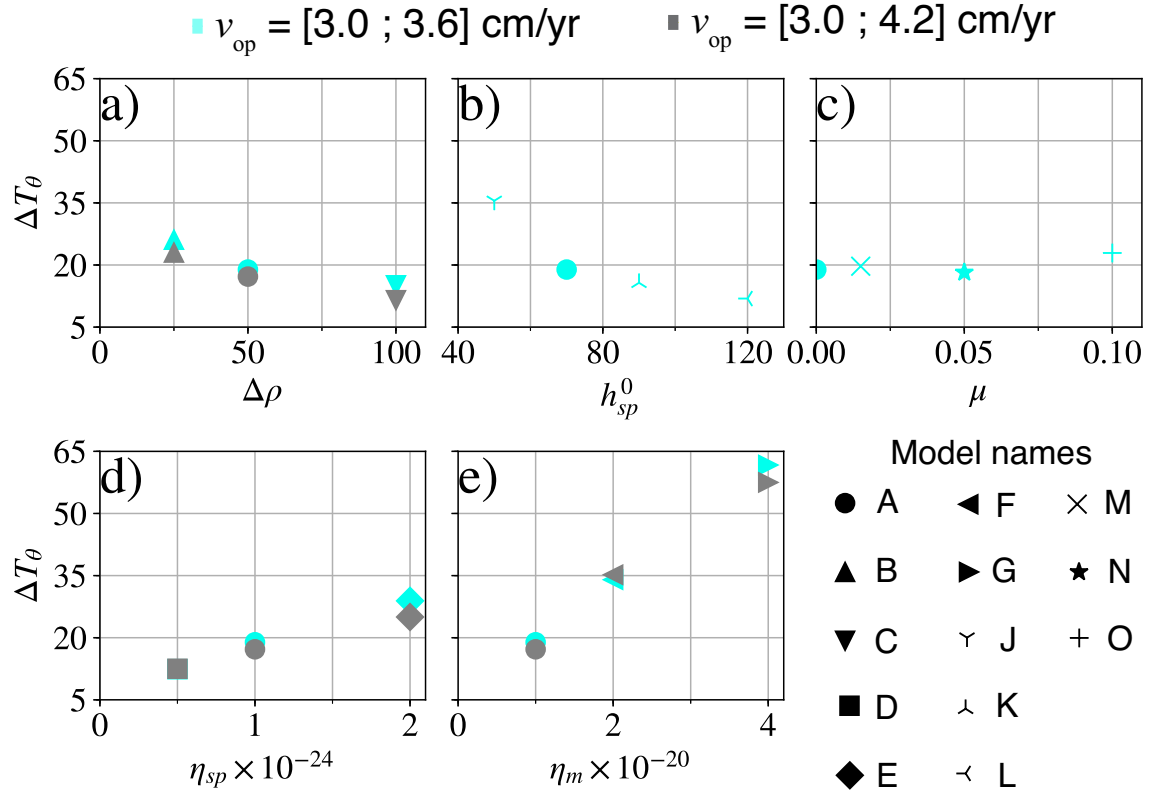 v_op = [3.0 ; 3.6] cm/yr v_op = [3.0 ; 4.2] cm/yr
a) b) c)
65
50
35
20
5
ΔT_θ
0 50 100
40 80 120
0.00 0.05 0.10
Δρ
h_sp^0
μ
d) e)
65
50
35
20
5
ΔT_θ
0 1 2
0 2 4
η_sp × 10^−24
η_m × 10^−20
Model names
A F M
B G N
C J O
D K
E L